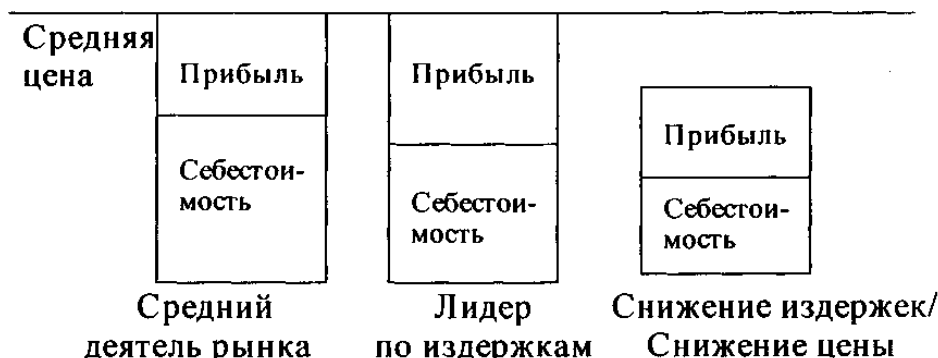 Средняя
цена
Прибыль
Себестои-
мость
Средний
деятель рынка
Прибыль
Себестои-
мость
Лидер
по издержкам
Прибыль
Себестои-
мость
Снижение издержек/
Снижение цены